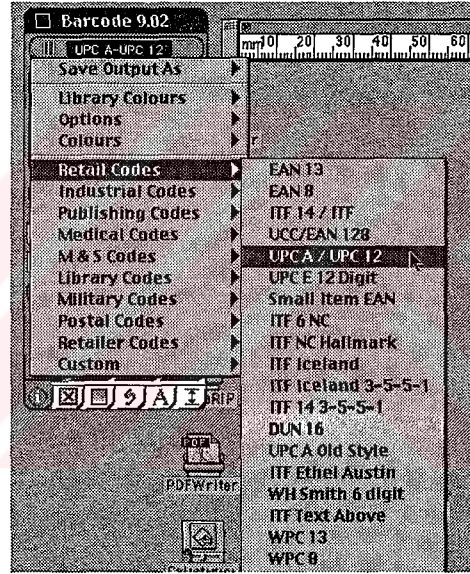 Barcode 9.02
UPC A-UPC 12
mm 10 20 30 40 50 60
Save Output As
Library Colours
Options
Colours
r
Retail Codes
Industrial Codes
Publishing Codes
Medical Codes
M & S Codes
Library Codes
Military Codes
Postal Codes
Retailer Codes
Custom
EAN 13
EAN 8
ITF 14 / ITF
UCC/EAN 128
UPC A / UPC 12
UPC E 12 Digit
Small Item EAN
ITF 6 NC
ITF NC Hallmark
ITF Iceland
ITF Iceland 3-5-5-1
ITF 14 3-5-5-1
DUN 16
UPC A Old Style
ITF Ethel Austin
WH Smith 6 digit
ITF Text Above
WPC 13
WPC 8
A
RIP
PDF
PDFWriter